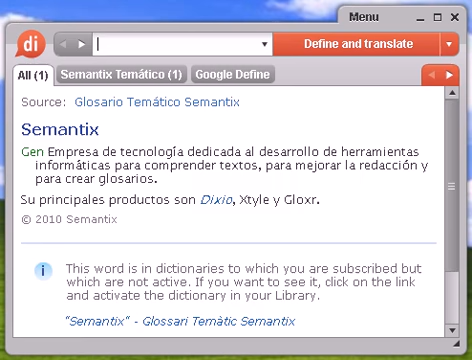 Menu
di
Define and translate
All (1) Semantix Temático (1) Google Define
Source: Glosario Temático Semantix
Semantix
Gen Empresa de tecnología dedicada al desarrollo de herramientas
informáticas para comprender textos, para mejorar la redacción y
para crear glosarios.
Su principales productos son Dixio, Xtyle y Gloxr.
© 2010 Semantix
i
This word is in dictionaries to which you are subscribed but
which are not active. If you want to see it, click on the link
and activate the dictionary in your Library.
"Semantix" - Glossari Temàtic Semantix